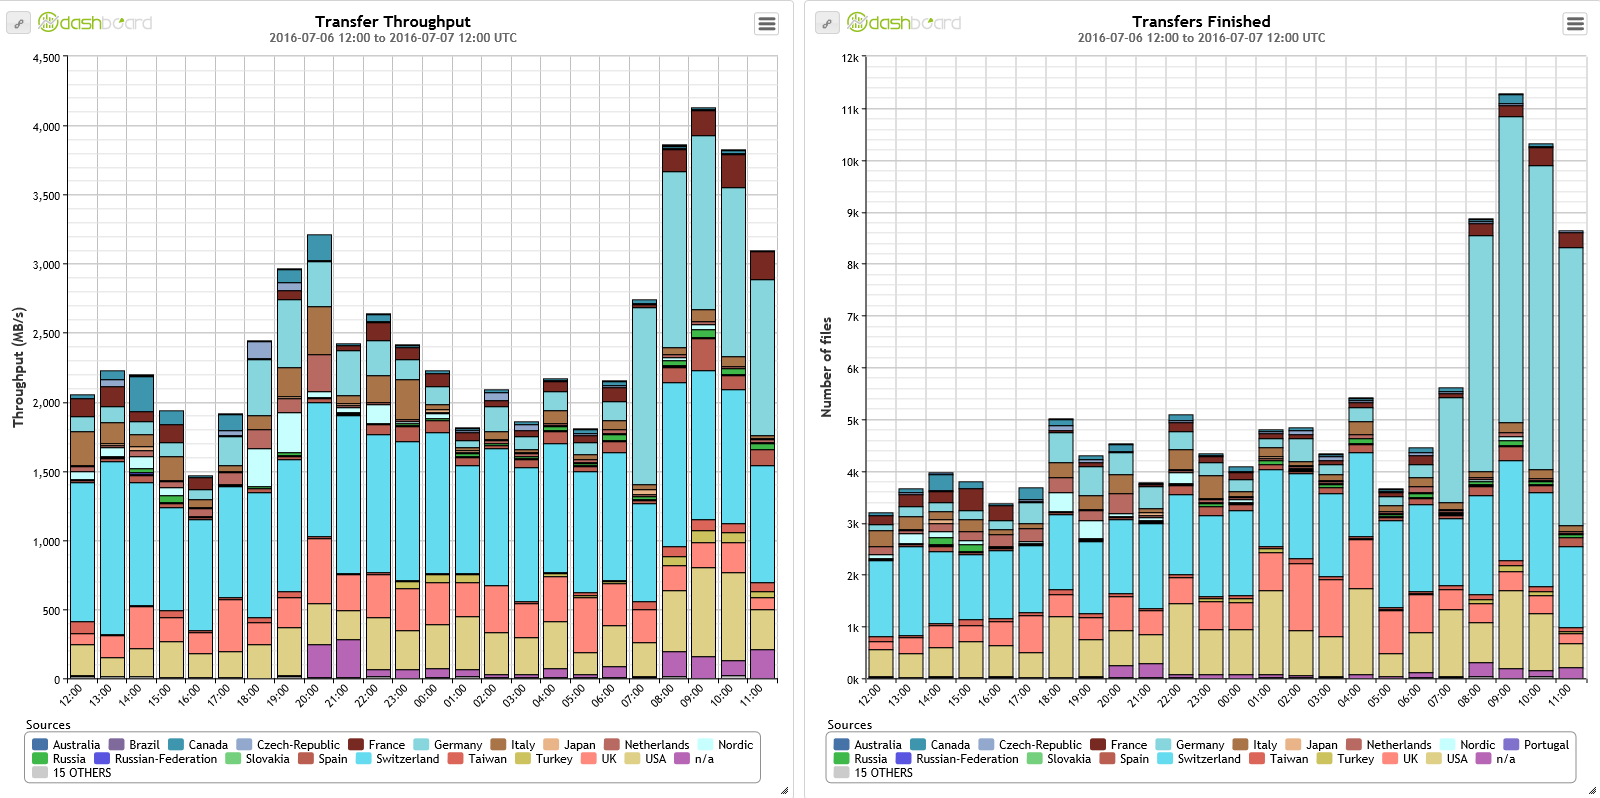 dashboard
Transfer Throughput
2016-07-06 12:00 to 2016-07-07 12:00 UTC
Throughput (MB/s)
4,500
4,000
3,500
3,000
2,500
2,000
1,500
1,000
500
0
12:00 13:00 14:00 15:00 16:00 17:00 18:00 19:00 20:00 21:00 22:00 23:00 00:00 01:00 02:00 03:00 04:00 05:00 06:00 07:00 08:00 09:00 10:00 11:00
Sources
Australia Brazil Canada Czech-Republic France Germany Italy Japan Netherlands Nordic
Russia Russian-Federation Slovakia Spain Switzerland Taiwan Turkey UK USA n/a
15 OTHERS
dashboard
Transfers Finished
2016-07-06 12:00 to 2016-07-07 12:00 UTC
Number of files
12k
11k
10k
9k
8k
7k
6k
5k
4k
3k
2k
1k
0k
12:00 13:00 14:00 15:00 16:00 17:00 18:00 19:00 20:00 21:00 22:00 23:00 00:00 01:00 02:00 03:00 04:00 05:00 06:00 07:00 08:00 09:00 10:00 11:00
Sources
Australia Canada Czech-Republic France Germany Italy Japan Netherlands Nordic Portugal
Russia Russian-Federation Slovakia Spain Switzerland Taiwan Turkey UK USA n/a
15 OTHERS